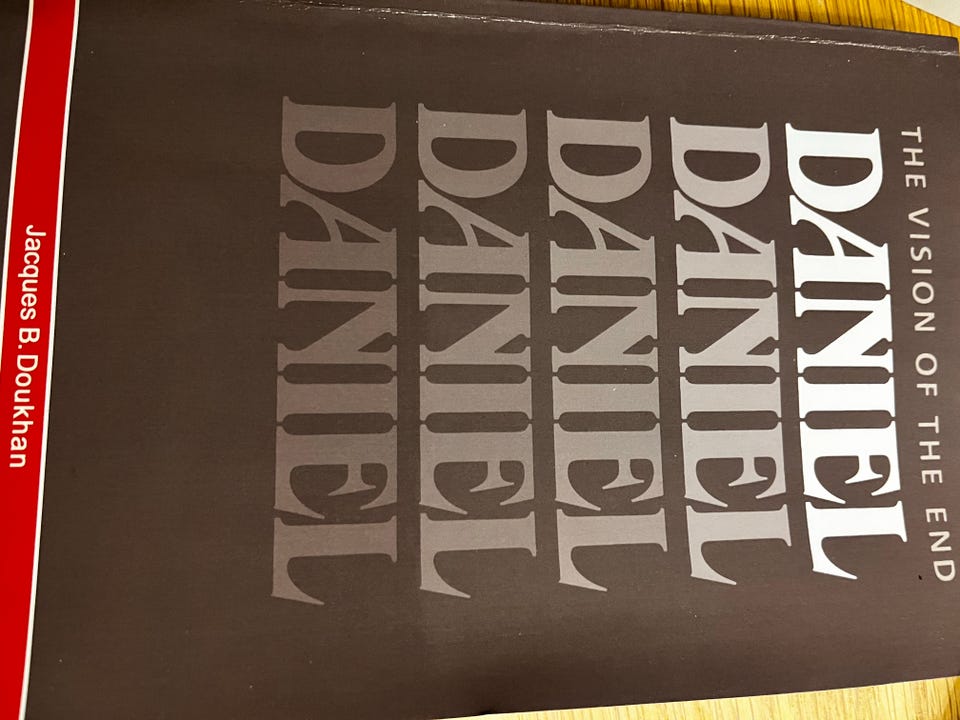 THE VISION OF THE END
DANIEL
DANIEL
DANIEL
DANIEL
DANIEL
Jacques B. Doukhan